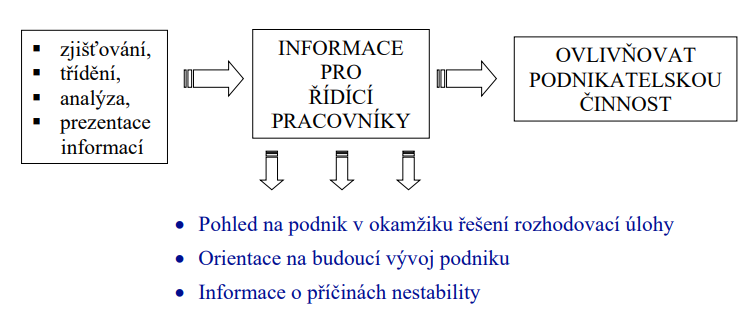 ▪ zjišťování,
▪ třídění,
▪ analýza,
▪ prezentace
informací
INFORMACE
PRO
ŘÍDÍCÍ
PRACOVNÍKY
OVLIVŇOVAT
PODNIKATELSKOU
ČINNOST
• Pohled na podnik v okamžiku řešení rozhodovací úlohy
• Orientace na budoucí vývoj podniku
• Informace o příčinách nestability